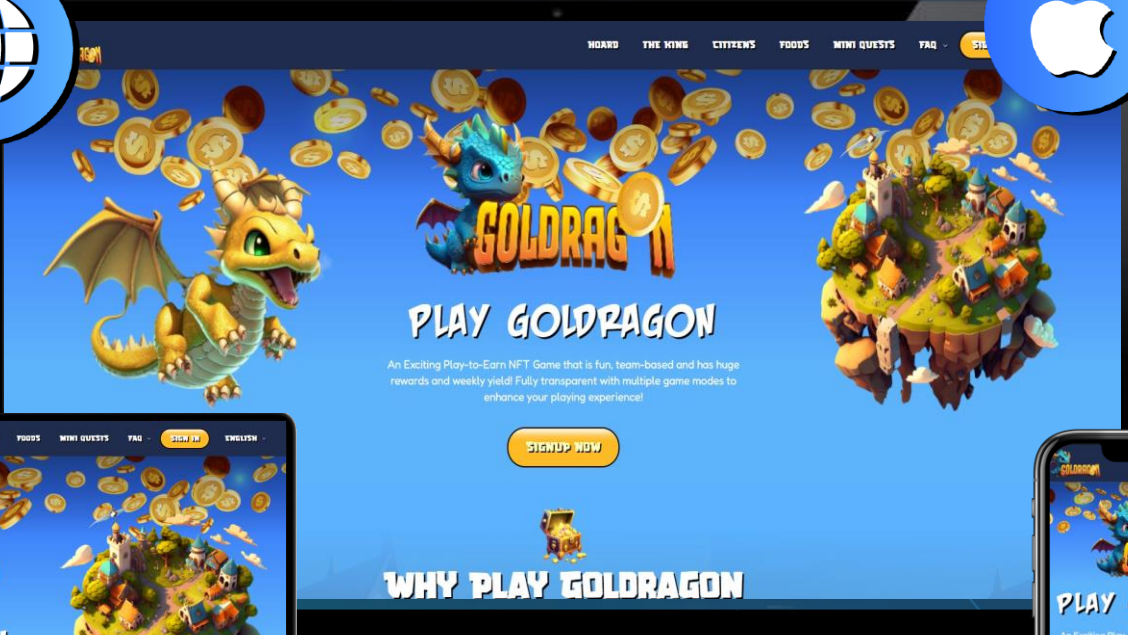 HOARD THE KING CITIZENS FOODS MINI QUESTS FAQ
GOLDRAGON
PLAY GOLDRAGON
An Exciting Play-to-Earn NFT Game that is fun, team-based and has huge
rewards and weekly yield! Fully transparent with multiple game modes to
enhance your playing experience!
SIGNUP NOW
WHY PLAY GOLDRAGON
FOODS MINI QUESTS FAQ SIGN IN ENGLISH
GOLDRAGON
PLAY